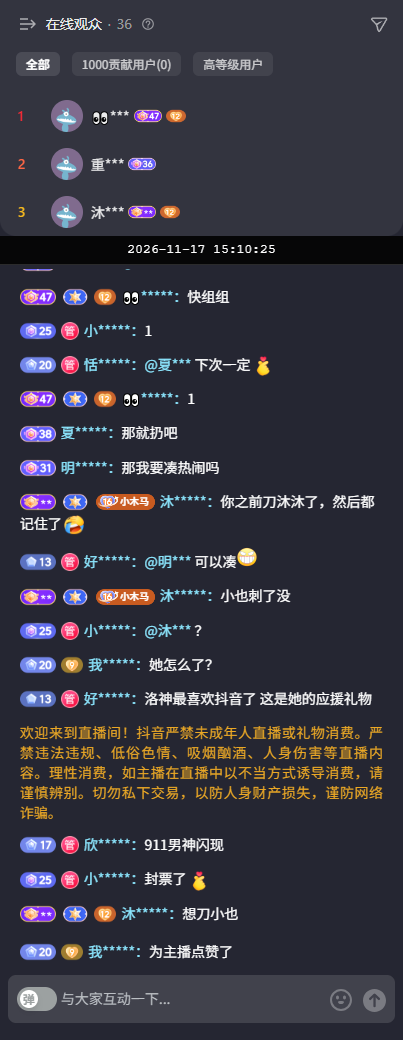 在线观众 · 36
全部 1000贡献用户(0) 高等级用户
1 👀*** 47 12
2 重*** 36
3 沐*** ** 12
2026-11-17 15:10:25
47 12 👀*****：快组组
25 管 小*****：1
20 管 恬*****：@夏*** 下次一定
47 12 👀*****：1
38 夏*****：那就扔吧
31 明*****：那我要凑热闹吗
** 16 小木马 沐*****：你之前刀沐沐了，然后都
记住了
13 管 好*****：@明*** 可以凑
** 16 小木马 沐*****：小也刺了没
25 管 小*****：@沐*** ？
20 9 我*****：她怎么了？
13 管 好*****：洛神最喜欢抖音了 这是她的应援礼物
欢迎来到直播间！抖音严禁未成年人直播或礼物消费。严
禁违法违规、低俗色情、吸烟酗酒、人身伤害等直播内
容。理性消费，如主播在直播中以不当方式诱导消费，请
谨慎辨别。切勿私下交易，以防人身财产损失，谨防网络
诈骗。
17 管 欣*****：911男神闪现
25 管 小*****：封票了
** 12 沐*****：想刀小也
20 9 我*****：为主播点赞了
弹 与大家互动一下...